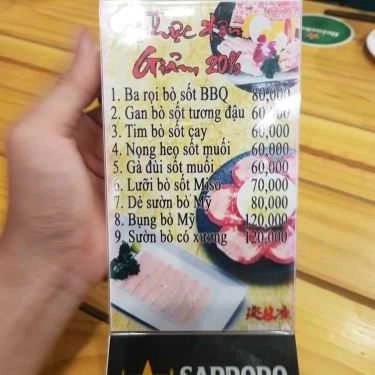 Thực đơn
Giảm 20%
1. Ba rọi bò sốt BBQ 80,000
2. Gan bò sột tương đậu 60,000
3. Tim bò sốt cay 60,000
4. Nọng heo sốt muối 60,000
5. Gà đùi sốt muối 60,000
6. Lưỡi bò sốt Miso 70,000
7. Dẻ sườn bò Mỹ 80,000
8. Bụng bò Mỹ 120,000
9. Sườn bò có xương 120,000
SAPPORO